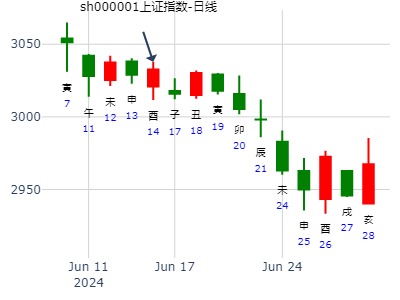 sh000001上证指数-日线
3050
3000
2950
寅 午 未 申 酉 子 丑 寅 卯 辰 未 申 酉 戌 亥
7 11 12 13 14 17 18 19 20 21 24 25 26 27 28
Jun 11 Jun 17 Jun 24
2024